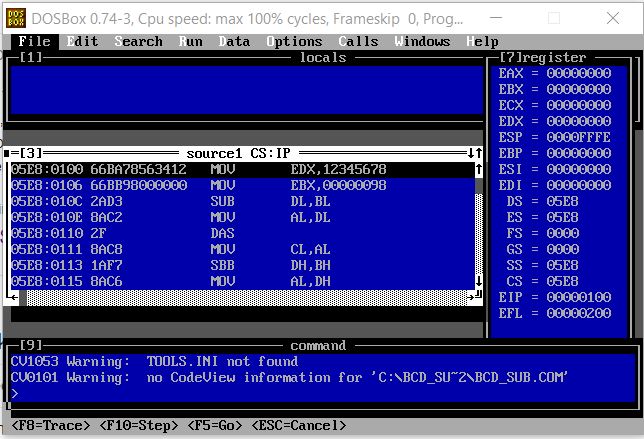 DOS
BOX
DOSBox 0.74-3, Cpu speed: max 100% cycles, Frameskip 0, Prog...
File Edit Search Run Data Options Calls Windows Help
[1] locals
[7]register
EAX = 00000000
EBX = 00000000
ECX = 00000000
EDX = 00000000
ESP = 0000FFFE
EBP = 00000000
ESI = 00000000
EDI = 00000000
DS = 05E8
ES = 05E8
FS = 0000
GS = 0000
SS = 05E8
CS = 05E8
EIP = 00000100
EFL = 00000200
[3] source1 CS:IP
05E8:0100 66BA78563412 MOV EDX,12345678
05E8:0106 66BB98000000 MOV EBX,00000098
05E8:010C 2AD3 SUB DL,BL
05E8:010E 8AC2 MOV AL,DL
05E8:0110 2F DAS
05E8:0111 8AC8 MOV CL,AL
05E8:0113 1AF7 SBB DH,BH
05E8:0115 8AC6 MOV AL,DH
[9] command
CV1053 Warning: TOOLS.INI not found
CV0101 Warning: no CodeView information for 'C:\BCD_SU~2\BCD_SUB.COM'
>
<F8=Trace> <F10=Step> <F5=Go> <ESC=Cancel>